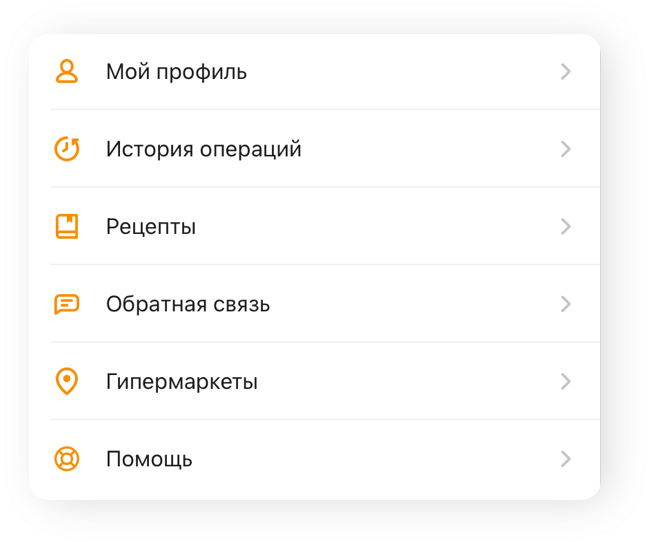 Мой профиль
История операций
Рецепты
Обратная связь
Гипермаркеты
Помощь